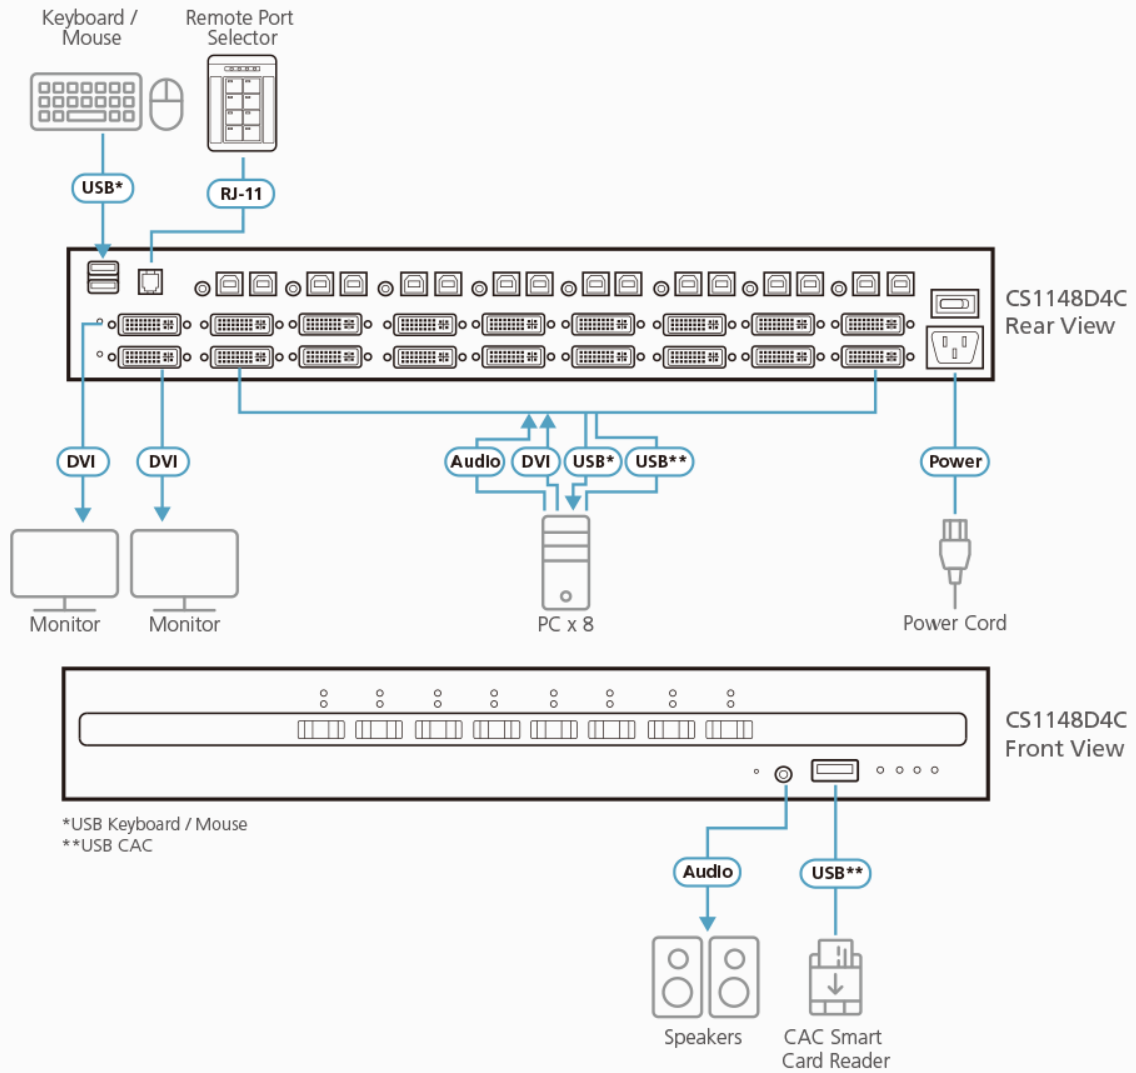 Keyboard /
Mouse
Remote Port
Selector
USB*
RJ-11
CS1148D4C
Rear View
DVI
DVI
Audio
DVI
USB*
USB**
Power
Monitor
Monitor
PC x 8
Power Cord
CS1148D4C
Front View
*USB Keyboard / Mouse
**USB CAC
Audio
USB**
Speakers
CAC Smart
Card Reader